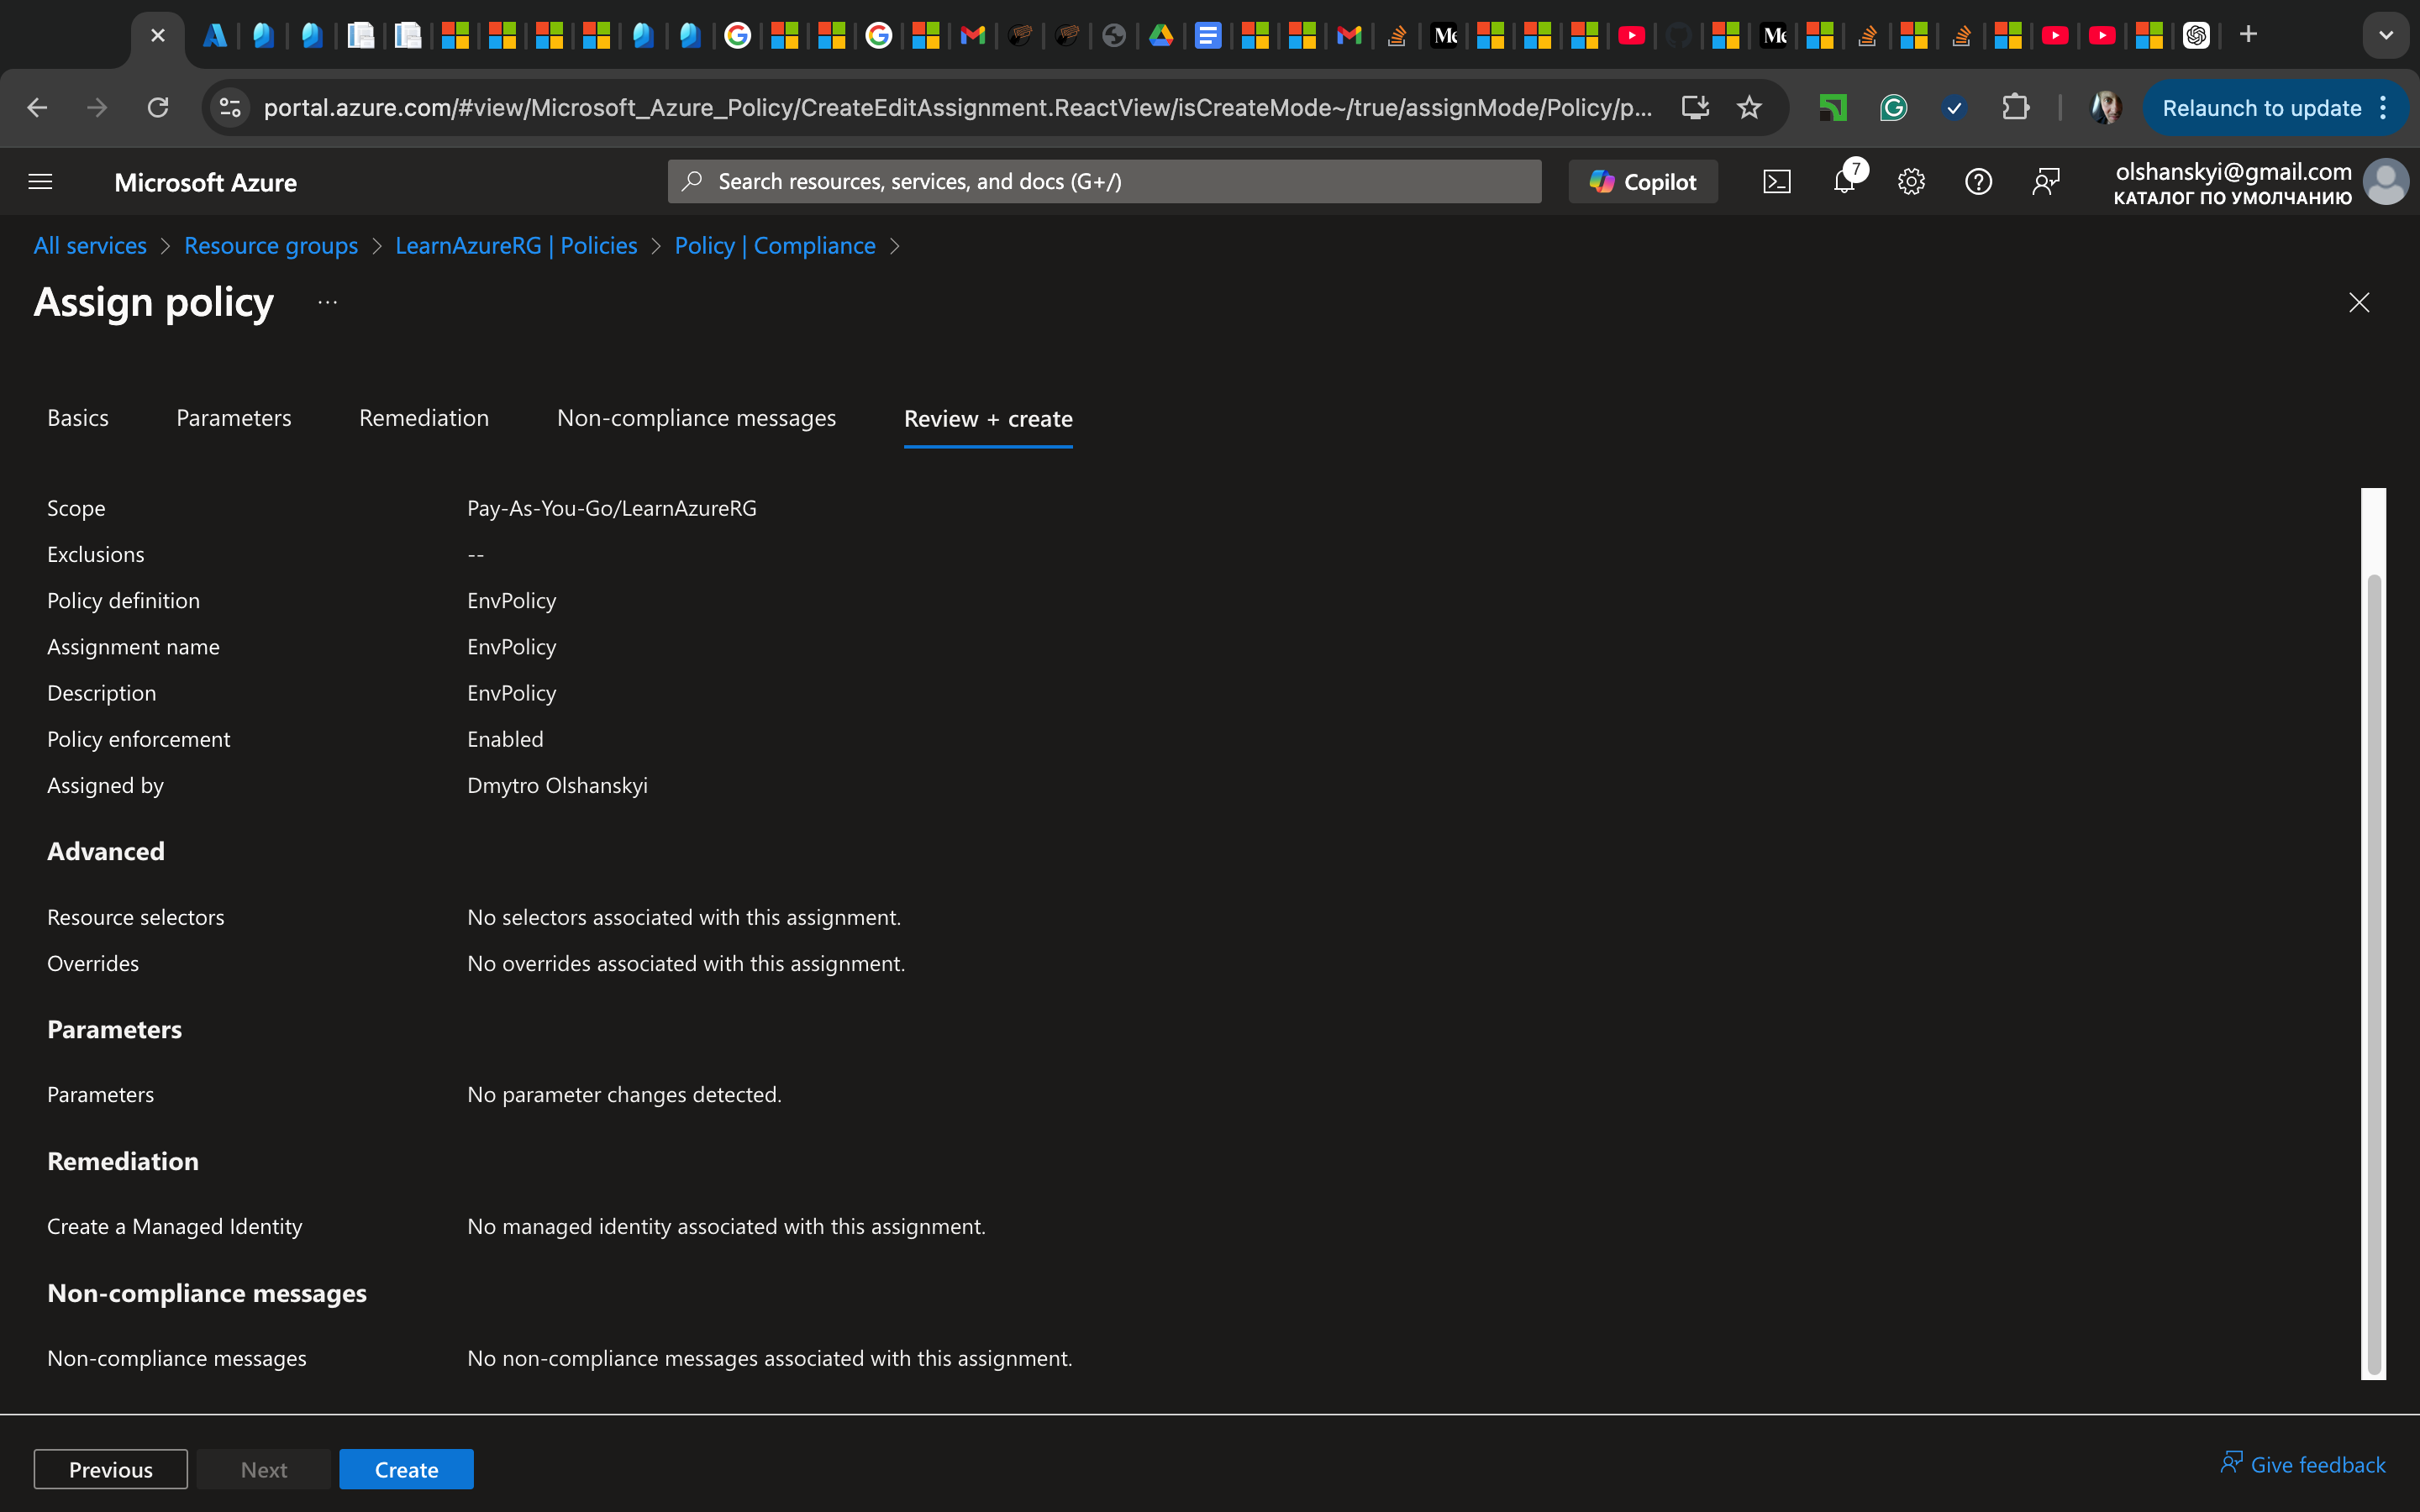 portal.azure.com/#view/Microsoft_Azure_Policy/CreateEditAssignment.ReactView/isCreateMode~/true/assignMode/Policy/p...
Relaunch to update
Microsoft Azure
Search resources, services, and docs (G+/)
Copilot
7
olshanskyi@gmail.com
КАТАЛОГ ПО УМОЛЧАНИЮ
All services > Resource groups > LearnAzureRG | Policies > Policy | Compliance >
Assign policy ...
Basics Parameters Remediation Non-compliance messages Review + create
Scope Pay-As-You-Go/LearnAzureRG
Exclusions --
Policy definition EnvPolicy
Assignment name EnvPolicy
Description EnvPolicy
Policy enforcement Enabled
Assigned by Dmytro Olshanskyi
Advanced
Resource selectors No selectors associated with this assignment.
Overrides No overrides associated with this assignment.
Parameters
Parameters No parameter changes detected.
Remediation
Create a Managed Identity No managed identity associated with this assignment.
Non-compliance messages
Non-compliance messages No non-compliance messages associated with this assignment.
Previous Next Create Give feedback